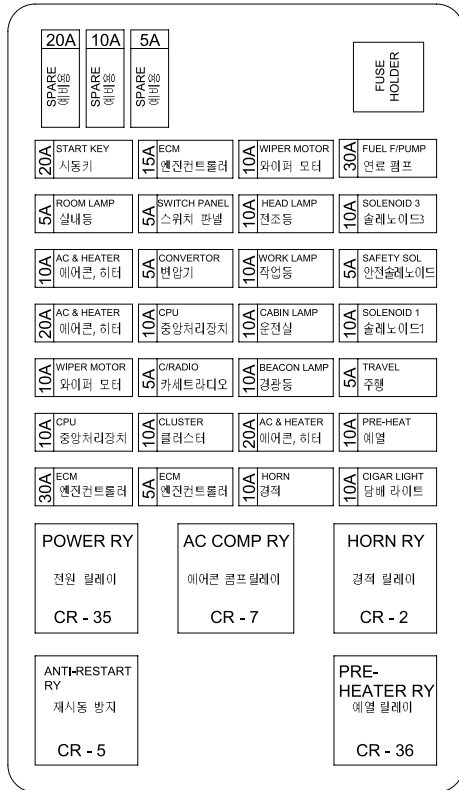 20A 10A 5A
SPARE 예비용
SPARE 예비용
SPARE 예비용
FUSE
HOLDER
20A START KEY
시동키
15A ECM
엔진컨트롤러
10A WIPER MOTOR
와이퍼 모터
30A FUEL F/PUMP
연료 펌프
5A ROOM LAMP
실내등
5A SWITCH PANEL
스위치 판넬
10A HEAD LAMP
전조등
10A SOLENOID 3
솔레노이드3
10A AC & HEATER
에어콘, 히터
5A CONVERTOR
변압기
10A WORK LAMP
작업등
5A SAFETY SOL
안전솔레노이드
20A AC & HEATER
에어콘, 히터
10A CPU
중앙처리장치
10A CABIN LAMP
운전실
10A SOLENOID 1
솔레노이드1
10A WIPER MOTOR
와이퍼 모터
5A C/RADIO
카세트라디오
10A BEACON LAMP
경광등
5A TRAVEL
주행
10A CPU
중앙처리장치
10A CLUSTER
클러스터
20A AC & HEATER
에어콘, 히터
10A PRE-HEAT
예열
30A ECM
엔진컨트롤러
5A ECM
엔진컨트롤러
10A HORN
경적
10A CIGAR LIGHT
담배 라이트
POWER RY
전원 릴레이
CR - 35
AC COMP RY
에어콘 콤프릴레이
CR - 7
HORN RY
경적 릴레이
CR - 2
ANTI-RESTART
RY
재시동 방지
CR - 5
PRE-
HEATER RY
예열 릴레이
CR - 36